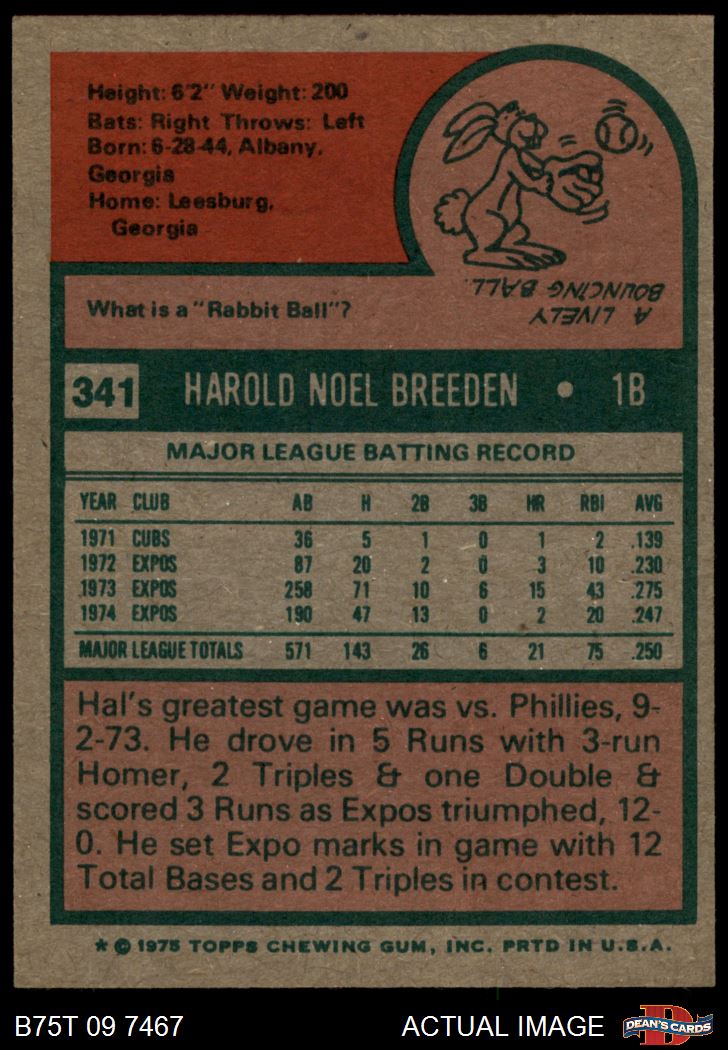 Height: 6'2" Weight: 200
Bats: Right Throws: Left
Born: 6-28-44, Albany,
Georgia
Home: Leesburg,
Georgia
What is a "Rabbit Ball"?
A LIVELY
BOUNCING BALL.
341 HAROLD NOEL BREEDEN • 1B
MAJOR LEAGUE BATTING RECORD
YEAR CLUB AB H 2B 3B HR RBI AVG
1971 CUBS 36 5 1 0 1 2 .139
1972 EXPOS 87 20 2 0 3 10 .230
1973 EXPOS 258 71 10 6 15 43 .275
1974 EXPOS 190 47 13 0 2 20 .247
MAJOR LEAGUE TOTALS 571 143 26 6 21 75 .250
Hal's greatest game was vs. Phillies, 9-
2-73. He drove in 5 Runs with 3-run
Homer, 2 Triples & one Double &
scored 3 Runs as Expos triumphed, 12-
0. He set Expo marks in game with 12
Total Bases and 2 Triples in contest.
* © 1975 TOPPS CHEWING GUM, INC. PRTD IN U.S.A.
B75T 09 7467 ACTUAL IMAGE D DEAN'S CARDS